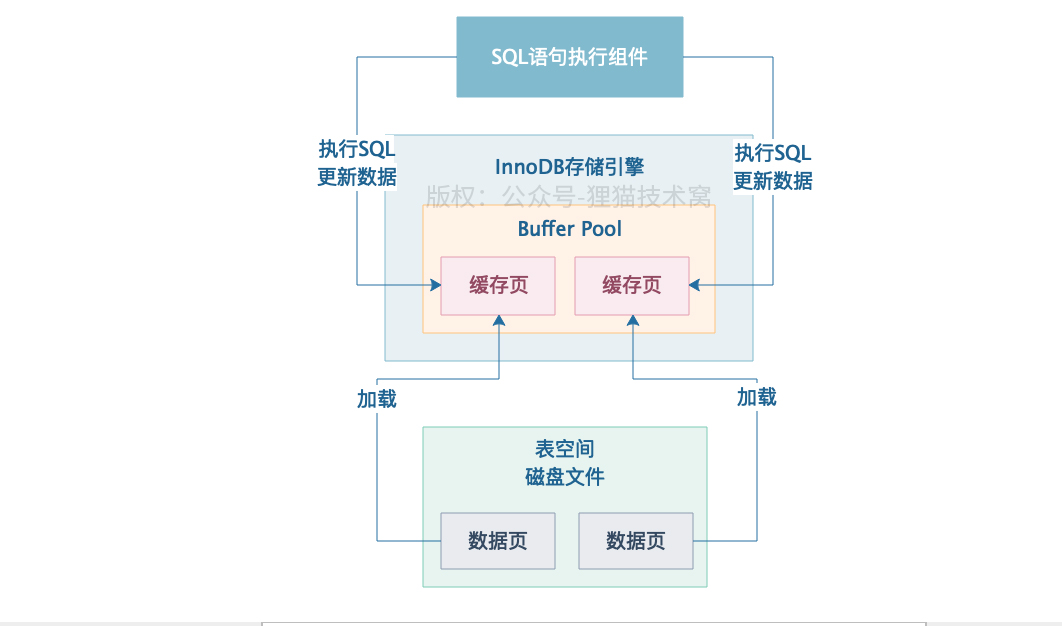 SQL语句执行组件
执行SQL
更新数据
执行SQL
更新数据
InnoDB存储引擎
版权：公众号-狸猫技术窝
Buffer Pool
缓存页
缓存页
加载
加载
表空间
磁盘文件
数据页
数据页